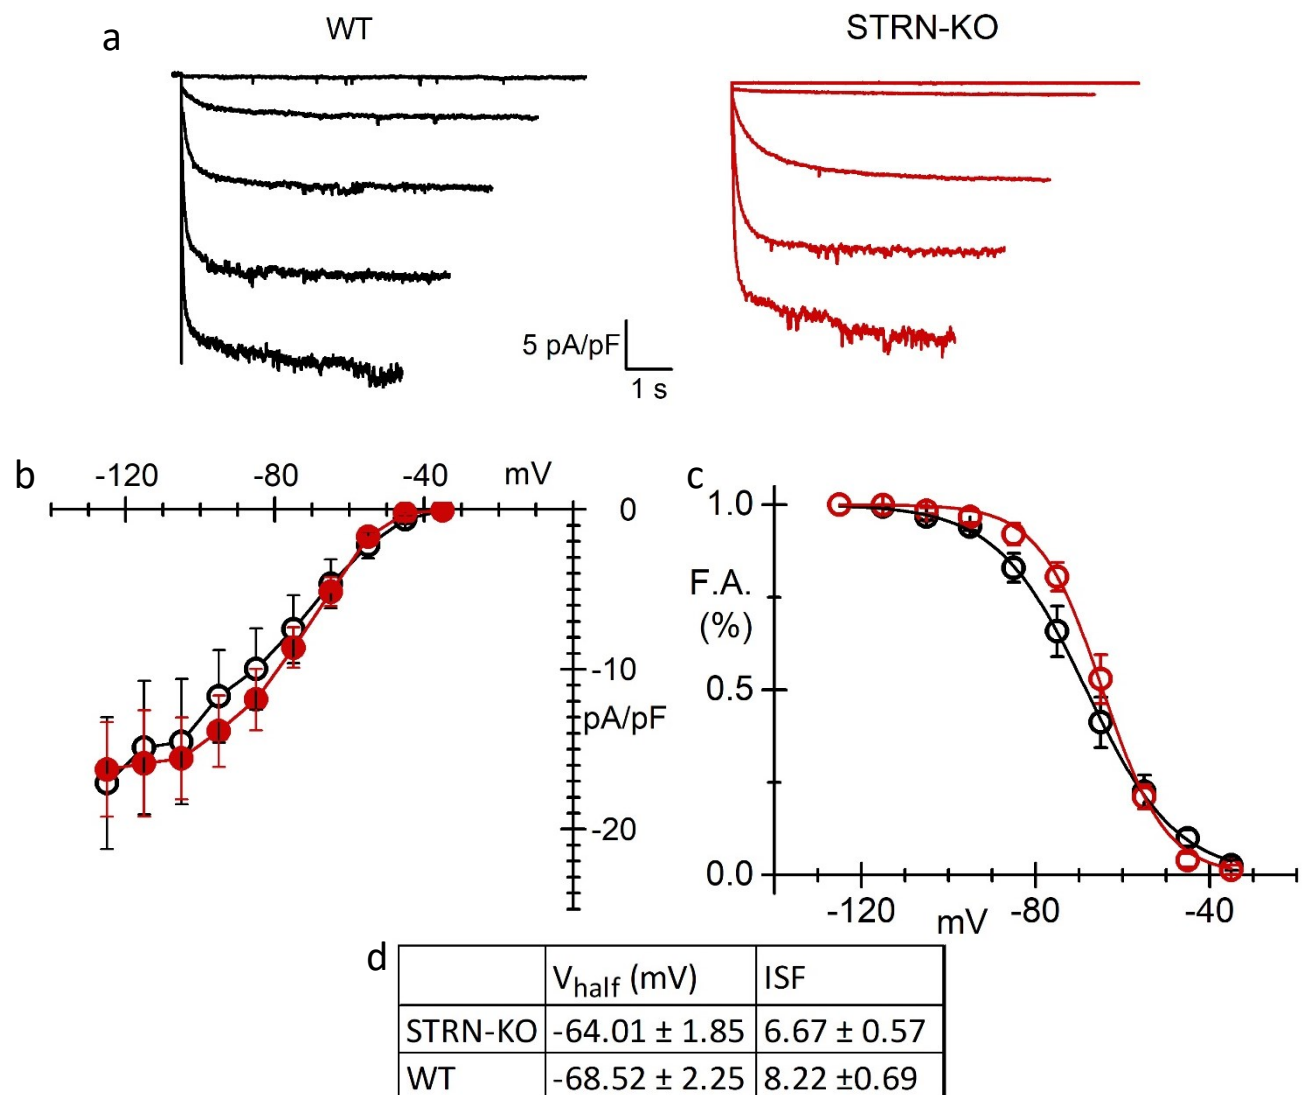 a
WT
STRN-KO
5 pA/pF
1 s
b
-120 -80 -40 mV
0
-10
pA/pF
-20
c
1.0
F.A.
(%)
0.5
0.0
-120 -80 -40
mV
d
Vhalf (mV) ISF
STRN-KO -64.01 ± 1.85 6.67 ± 0.57
WT -68.52 ± 2.25 8.22 ±0.69